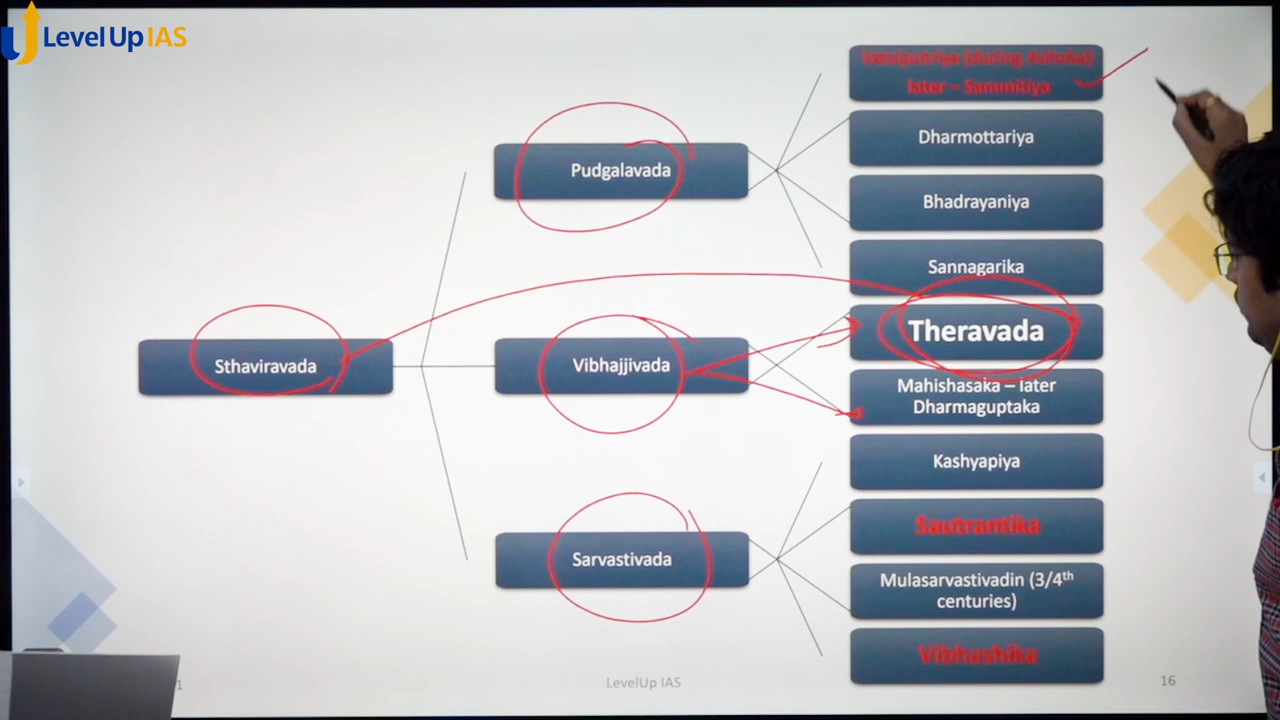 Level Up IAS
Vatsiputriya (during Ashoka)
later – Sammitiya
Dharmottariya
Pudgalavada
Bhadrayaniya
Sannagarika
Theravada
Sthaviravada
Vibhajjivada
Mahishasaka – later
Dharmaguptaka
Kashyapiya
Sautrantika
Sarvastivada
Mulasarvastivadin (3/4th
centuries)
Vibhashika
1
LevelUp IAS
16